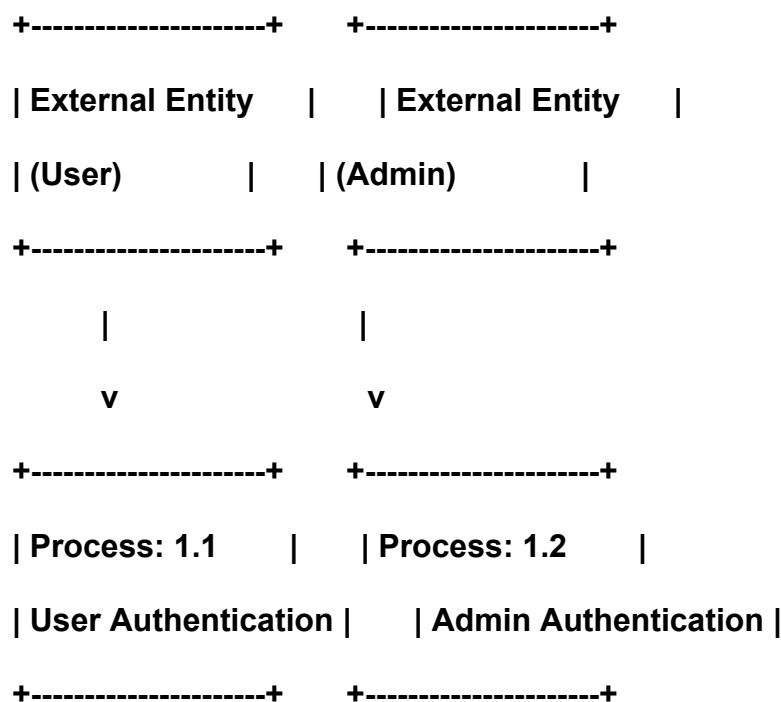 +----------------------+ +----------------------+
| External Entity | | External Entity |
| (User) | | (Admin) |
+----------------------+ +----------------------+
| |
v v
+----------------------+ +----------------------+
| Process: 1.1 | | Process: 1.2 |
| User Authentication | | Admin Authentication |
+----------------------+ +----------------------+